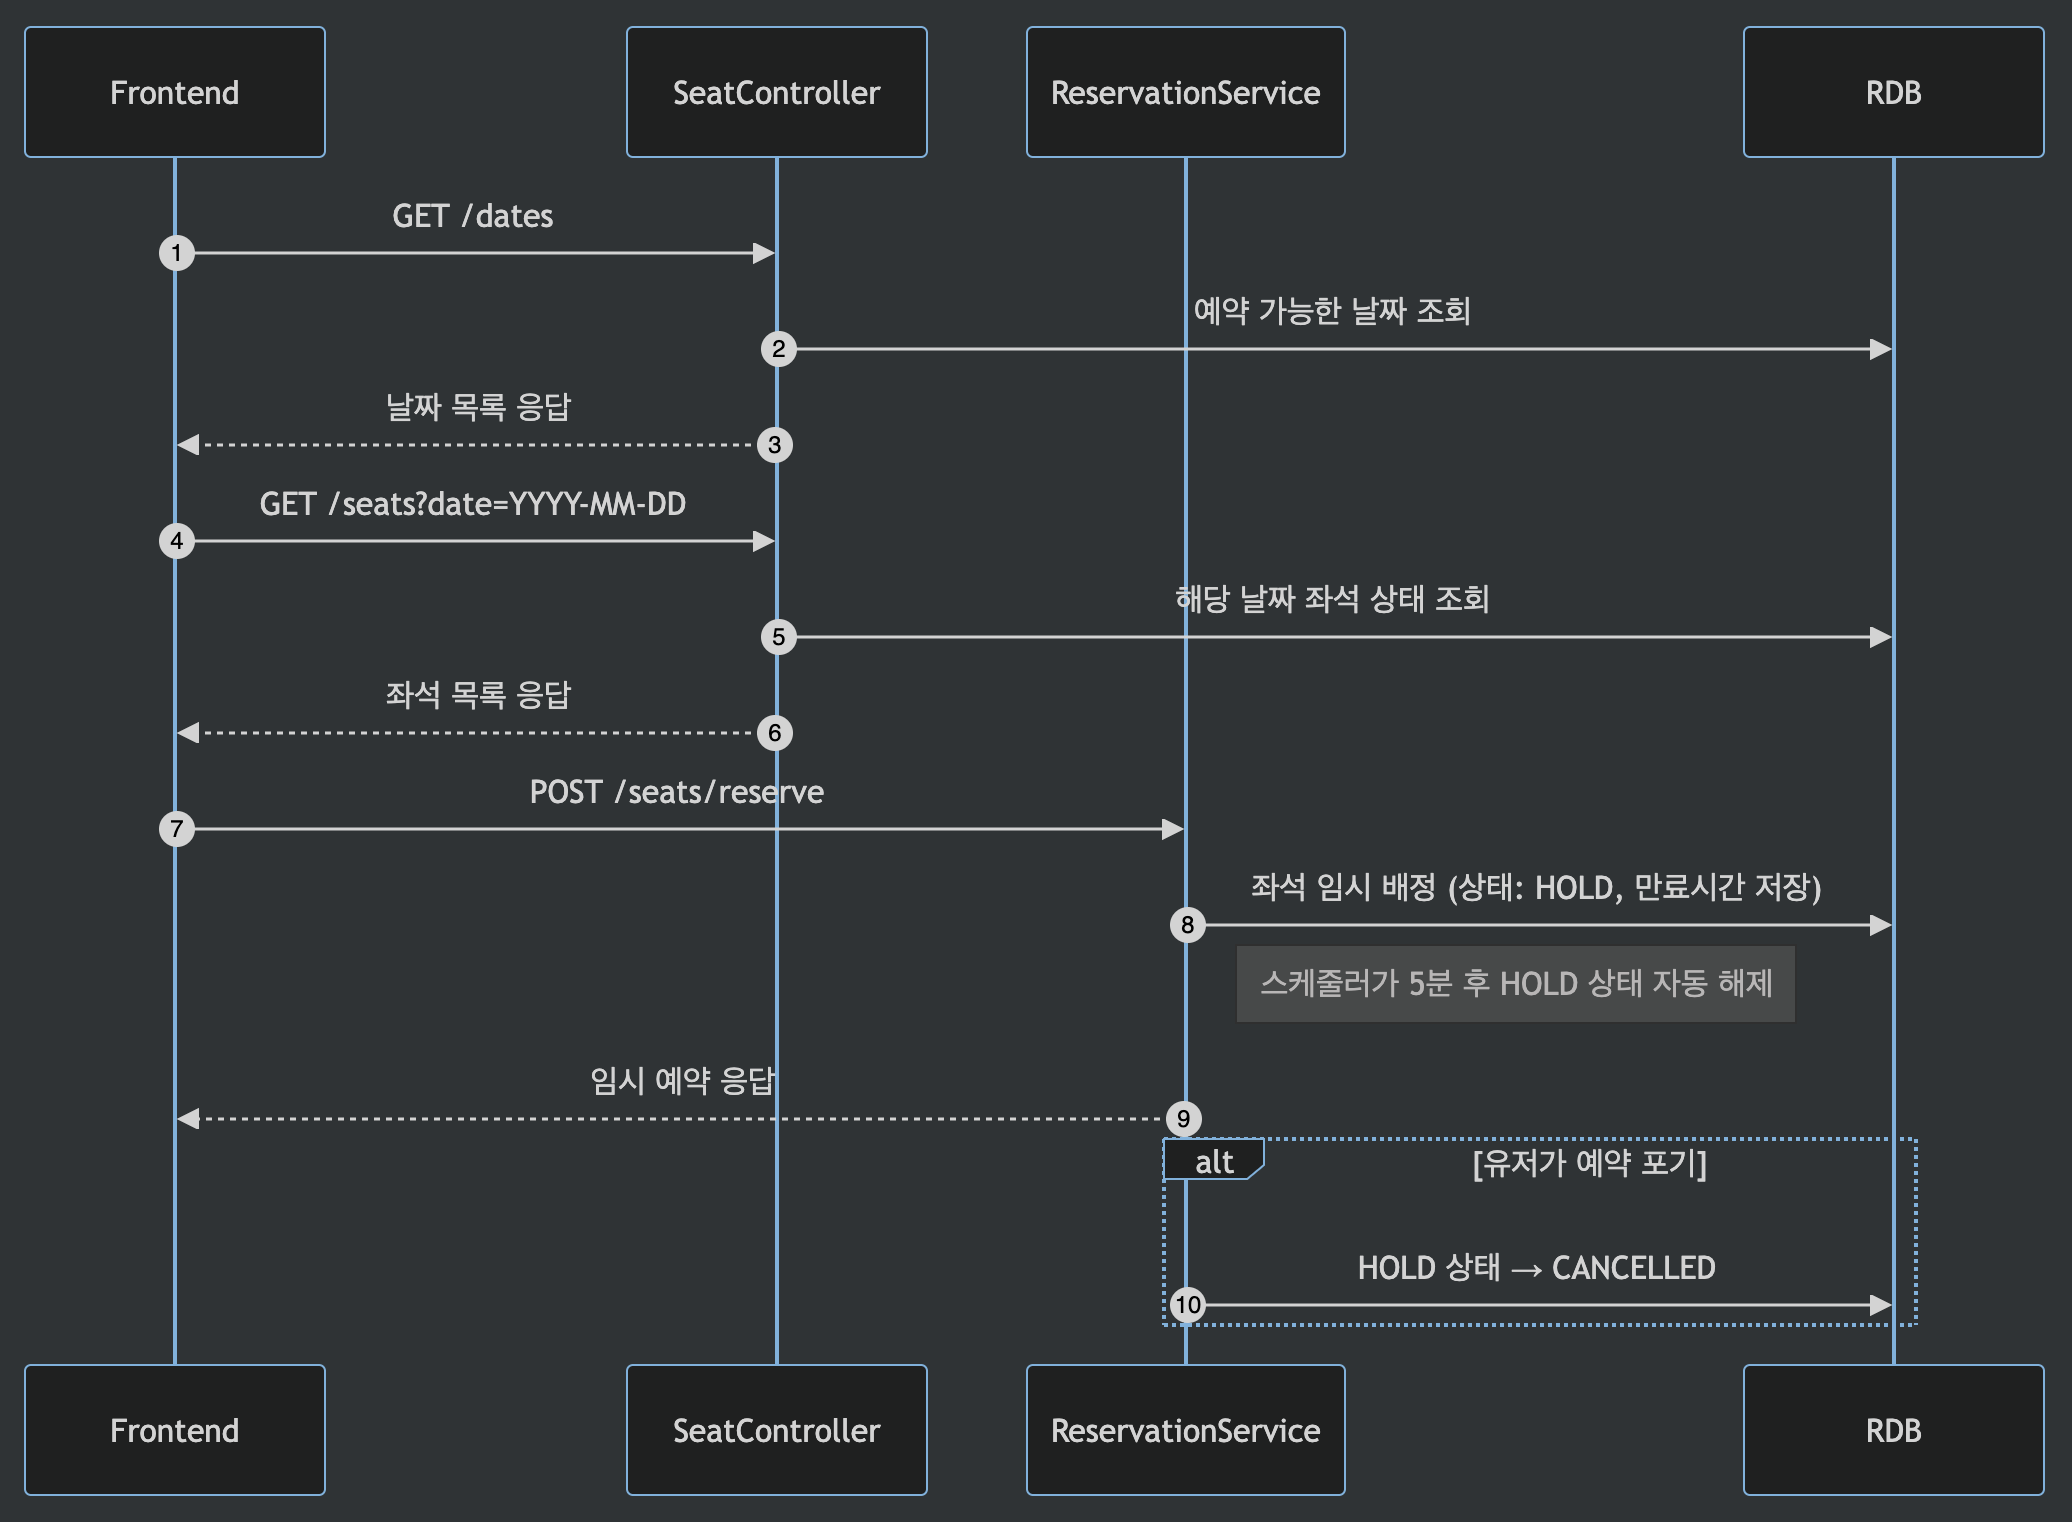 Frontend
SeatController
ReservationService
RDB
GET /dates
1
예약 가능한 날짜 조회
2
날짜 목록 응답
3
GET /seats?date=YYYY-MM-DD
4
해당 날짜 좌석 상태 조회
5
좌석 목록 응답
6
POST /seats/reserve
7
좌석 임시 배정 (상태: HOLD, 만료시간 저장)
8
스케줄러가 5분 후 HOLD 상태 자동 해제
임시 예약 응답
9
alt
[유저가 예약 포기]
HOLD 상태 → CANCELLED
10
Frontend
SeatController
ReservationService
RDB